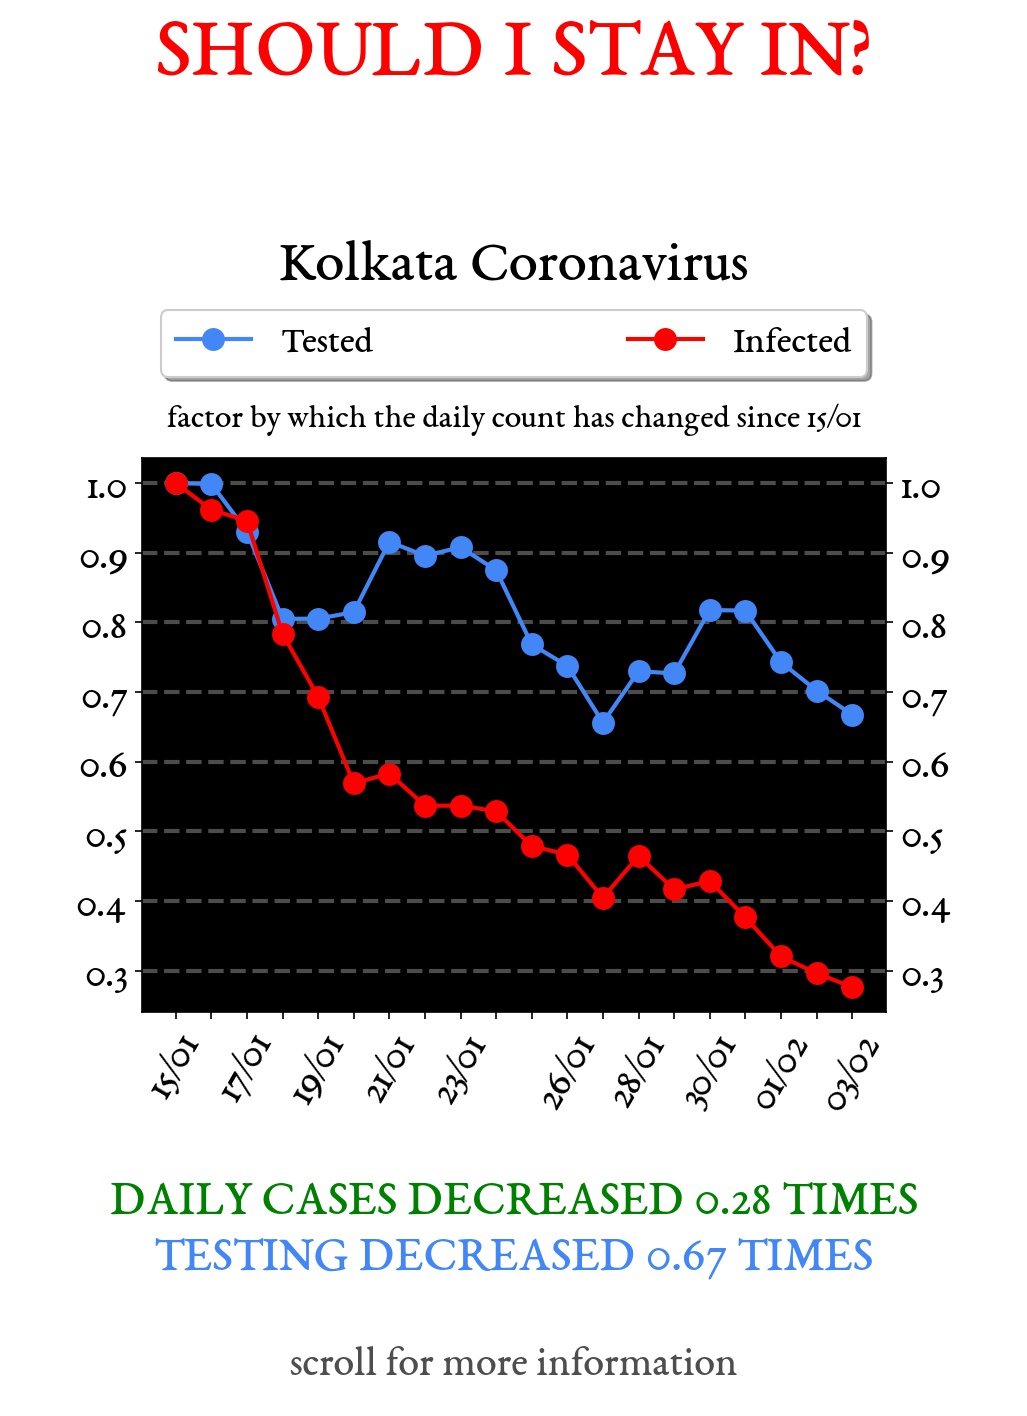 SHOULD I STAY IN?
Kolkata Coronavirus
Tested Infected
factor by which the daily count has changed since 15/01
1.0 1.0
0.9 0.9
0.8 0.8
0.7 0.7
0.6 0.6
0.5 0.5
0.4 0.4
0.3 0.3
15/01 17/01 19/01 21/01 23/01 26/01 28/01 30/01 01/02 03/02
DAILY CASES DECREASED 0.28 TIMES
TESTING DECREASED 0.67 TIMES
scroll for more information